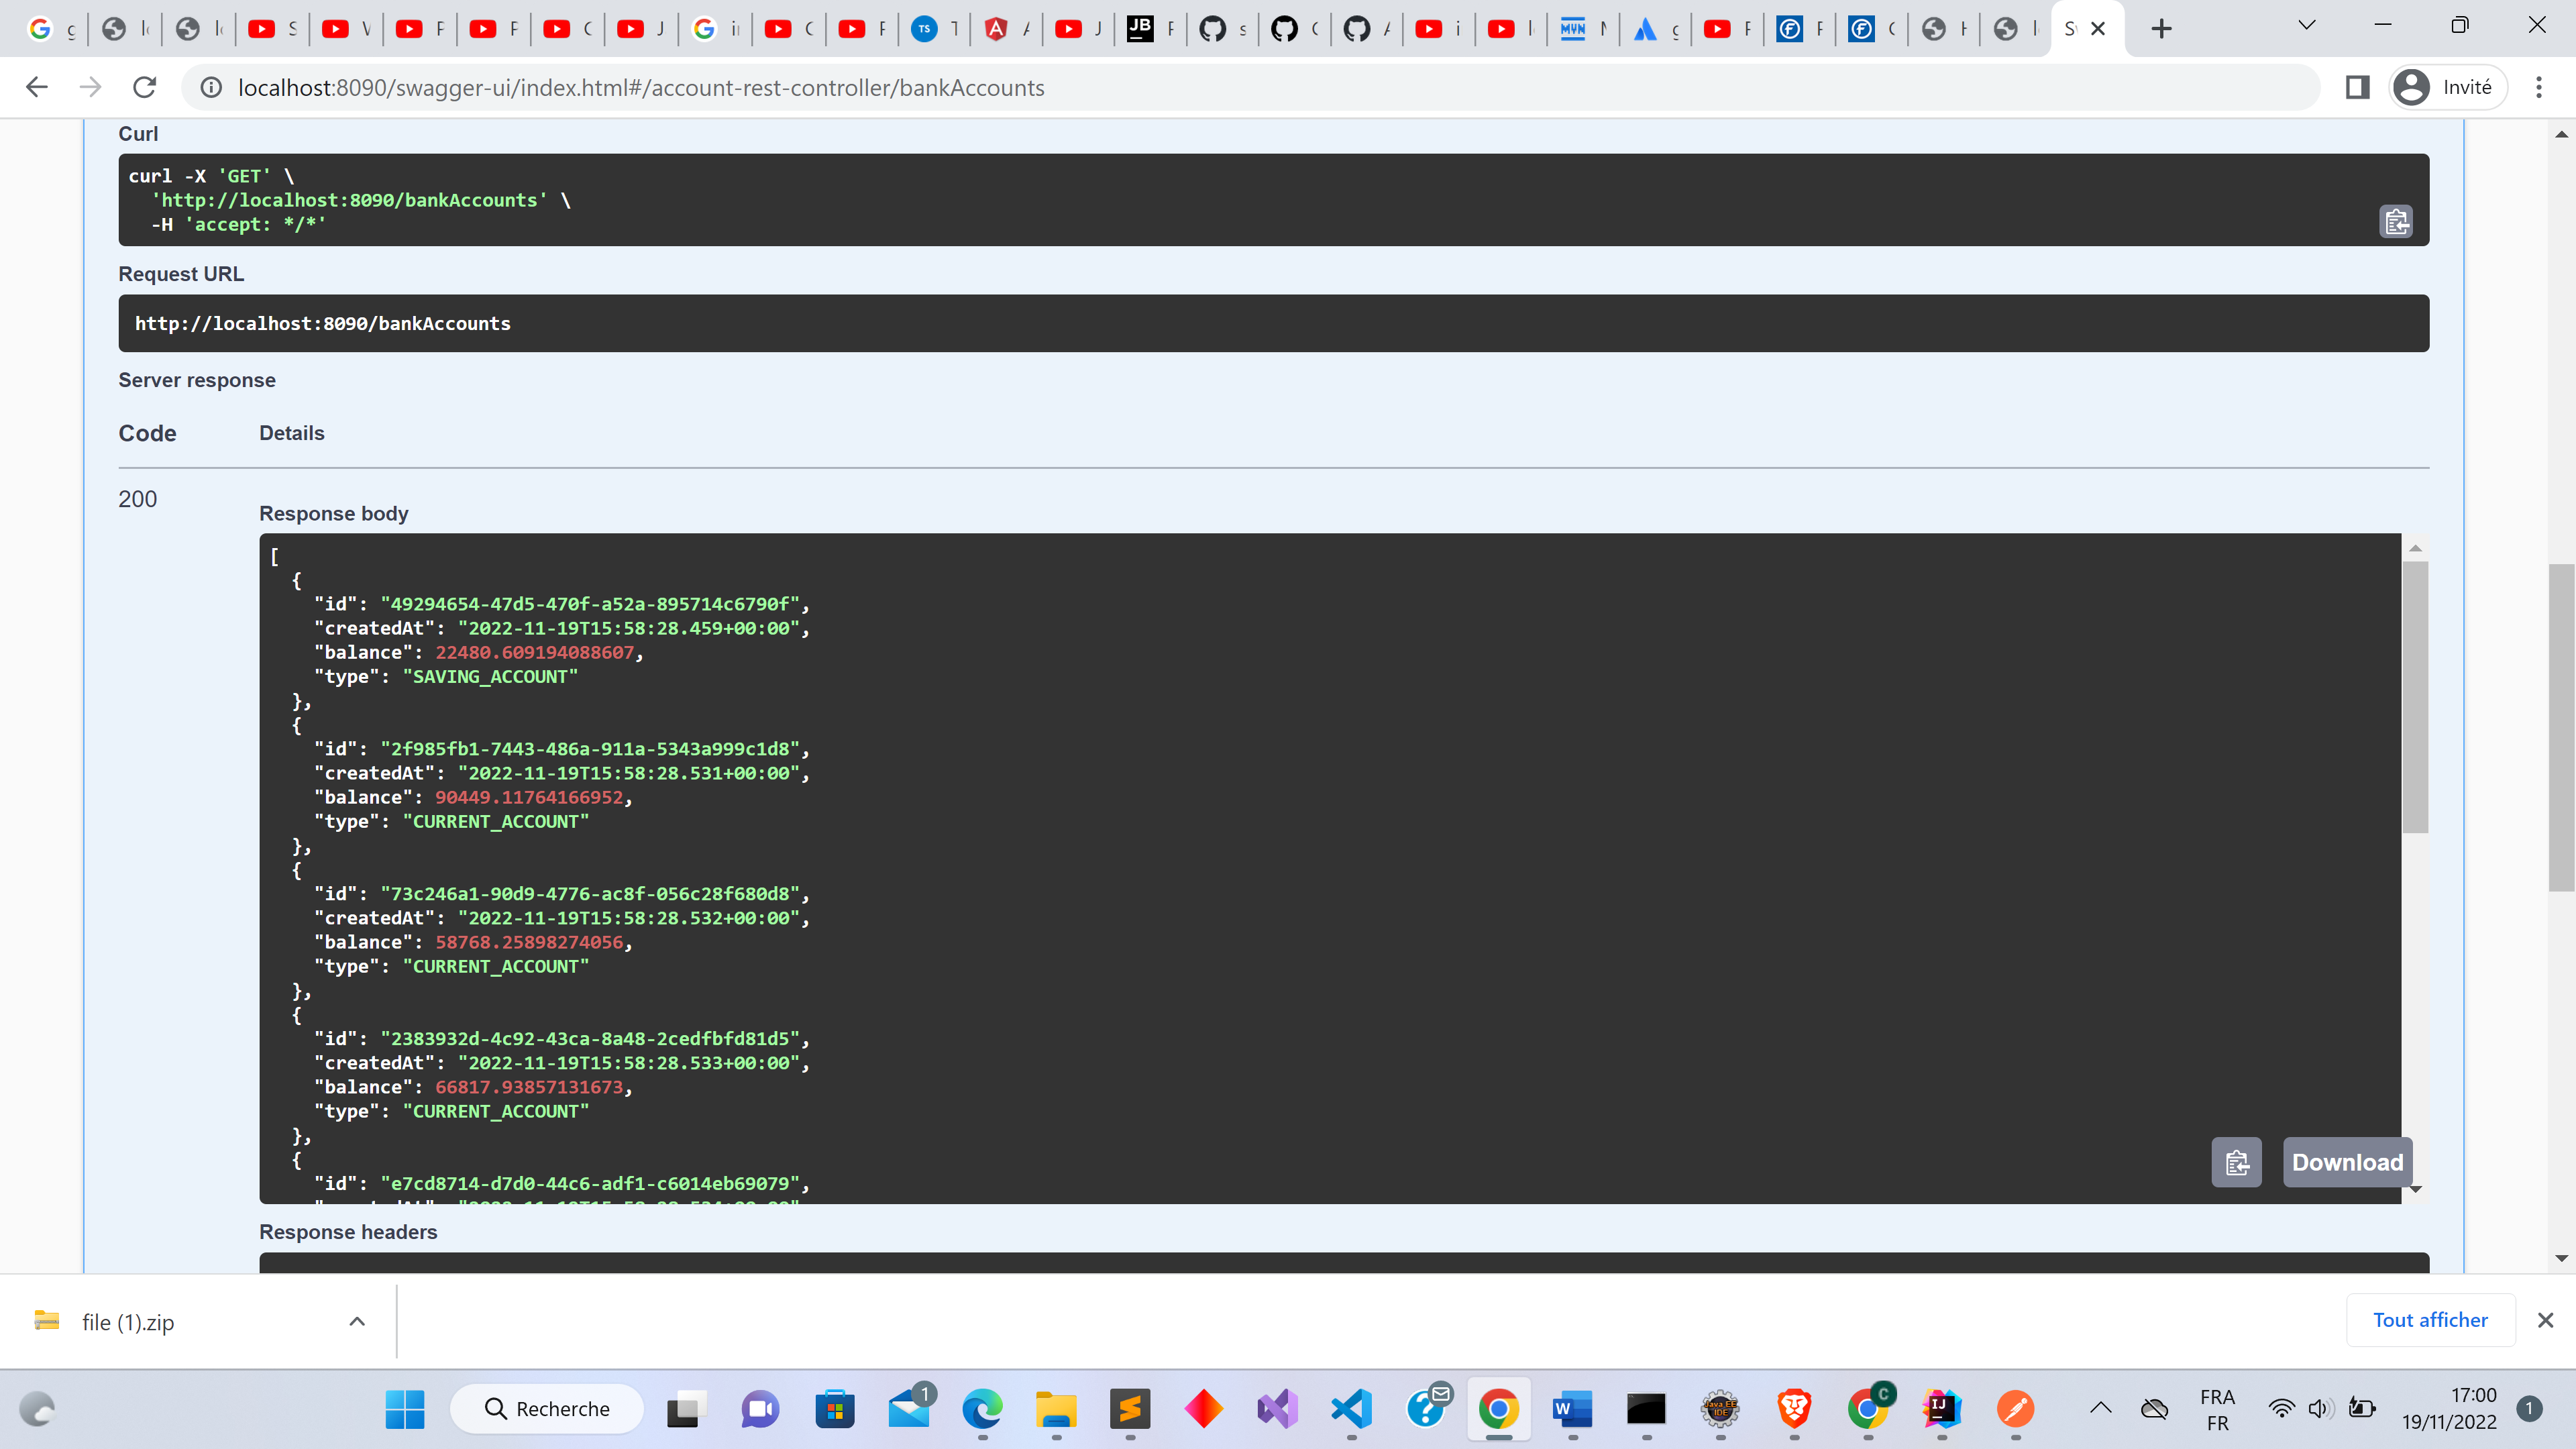 localhost:8090/swagger-ui/index.html#/account-rest-controller/bankAccounts
Invité
Curl
curl -X 'GET' \
'http://localhost:8090/bankAccounts' \
-H 'accept: */*'
Request URL
http://localhost:8090/bankAccounts
Server response
Code Details
200
Response body
[
{
"id": "49294654-47d5-470f-a52a-895714c6790f",
"createdAt": "2022-11-19T15:58:28.459+00:00",
"balance": 22480.609194088607,
"type": "SAVING_ACCOUNT"
},
{
"id": "2f985fb1-7443-486a-911a-5343a999c1d8",
"createdAt": "2022-11-19T15:58:28.531+00:00",
"balance": 90449.11764166952,
"type": "CURRENT_ACCOUNT"
},
{
"id": "73c246a1-90d9-4776-ac8f-056c28f680d8",
"createdAt": "2022-11-19T15:58:28.532+00:00",
"balance": 58768.25898274056,
"type": "CURRENT_ACCOUNT"
},
{
"id": "2383932d-4c92-43ca-8a48-2cedfbfd81d5",
"createdAt": "2022-11-19T15:58:28.533+00:00",
"balance": 66817.93857131673,
"type": "CURRENT_ACCOUNT"
},
{
"id": "e7cd8714-d7d0-44c6-adf1-c6014eb69079",
Download
Response headers
file (1).zip
Tout afficher
Recherche
1
FRA
FR
17:00
19/11/2022
1